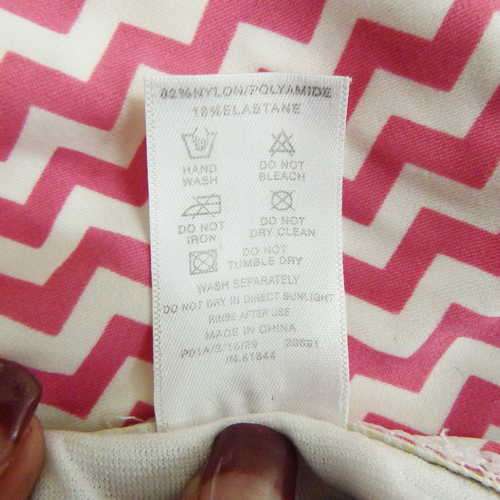 82%NYLON/POLYAMIDE
18%ELASTANE
HAND WASH
DO NOT BLEACH
DO NOT IRON
DO NOT DRY CLEAN
DO NOT TUMBLE DRY
WASH SEPARATELY
DO NOT DRY IN DIRECT SUNLIGHT
RINSE AFTER USE
MADE IN CHINA